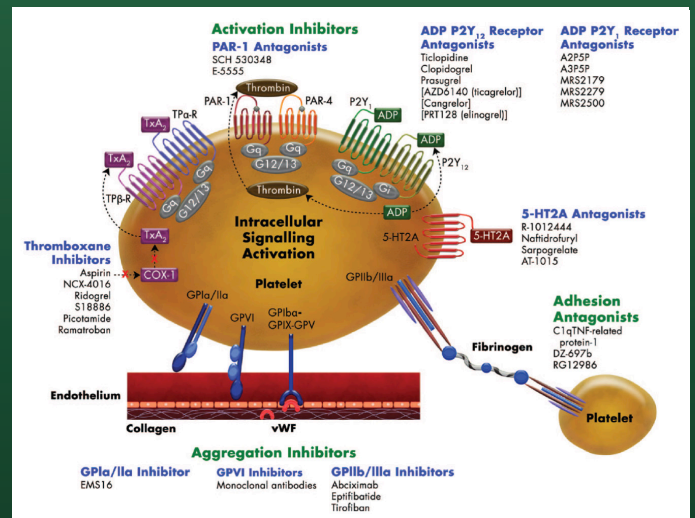 Activation Inhibitors
PAR-1 Antagonists
SCH 530348
E-5555
ADP P2Y12 Receptor
Antagonists
Ticlopidine
Clopidogrel
Prasugrel
[AZD6140 (ticagrelor)]
[Cangrelor]
[PRT128 (elinogrel)]
ADP P2Y1 Receptor
Antagonists
A2P5P
A3P5P
MRS2179
MRS2279
MRS2500
Thrombin
PAR-1
PAR-4
P2Y1
ADP
ADP
P2Y12
TPα-R
TxA2
TxA2
TPβ-R
Gq
G12/13
Gq
Gq
G12/13
Gq
G12/13
Gi
Thrombin
ADP
TxA2
COX-1
Intracellular
Signalling
Activation
Platelet
5-HT2A
5-HT2A
5-HT2A Antagonists
R-1012444
Naftidrofuryl
Sarpogrelate
AT-1015
Thromboxane
Inhibitors
Aspirin
NCX-4016
Ridogrel
S18886
Picotamide
Ramatroban
GPIa/IIa
GPVI
GPIba-
GPIX-GPV
GPIIb/IIIa
Fibrinogen
Adhesion
Antagonists
C1qTNF-related
protein-1
DZ-697b
RG12986
Platelet
Endothelium
Collagen
vWF
Aggregation Inhibitors
GPIa/IIa Inhibitor
EMS16
GPVI Inhibitors
Monoclonal antibodies
GPIIb/IIIa Inhibitors
Abciximab
Eptifibatide
Tirofiban